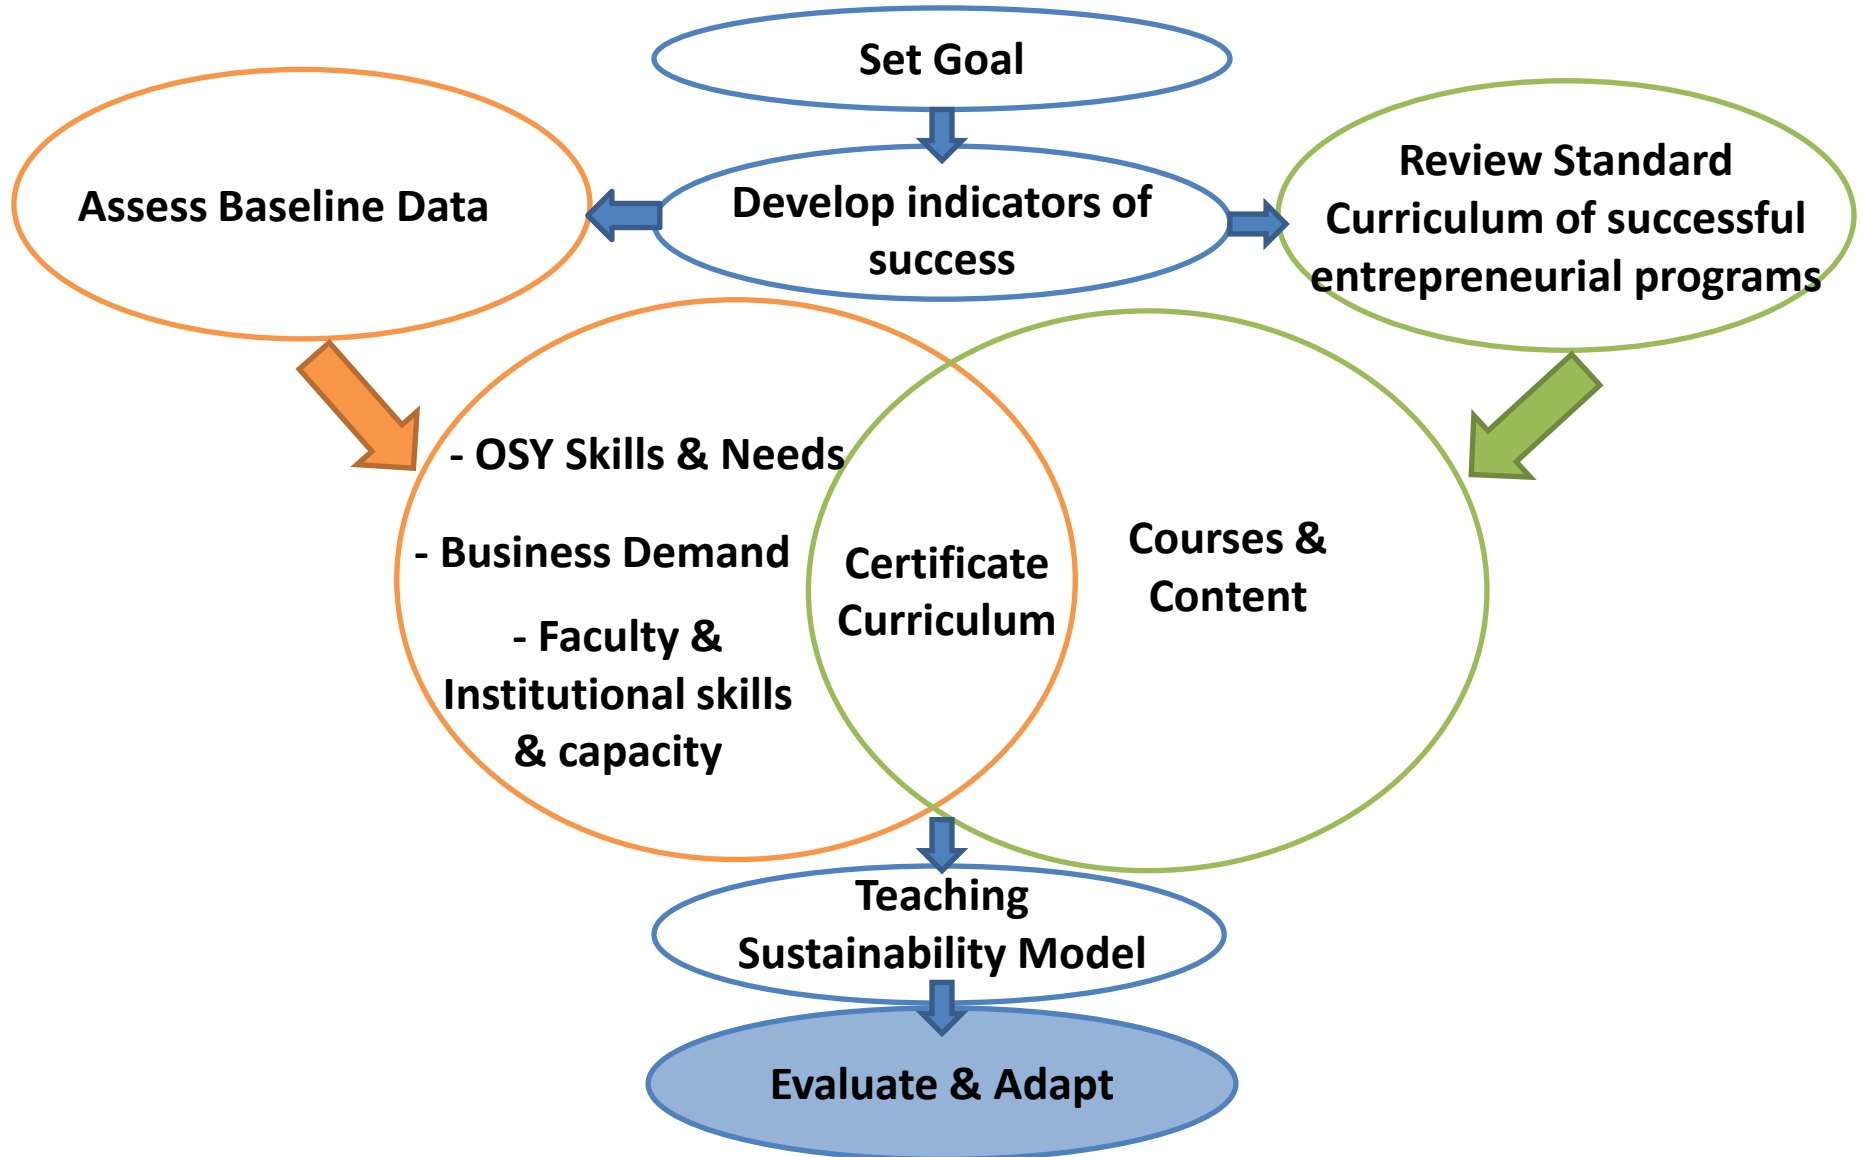 Set Goal
Assess Baseline Data
Develop indicators of
success
Review Standard
Curriculum of successful
entrepreneurial programs
- OSY Skills & Needs
- Business Demand
- Faculty &
Institutional skills
& capacity
Certificate
Curriculum
Courses &
Content
Teaching
Sustainability Model
Evaluate & Adapt